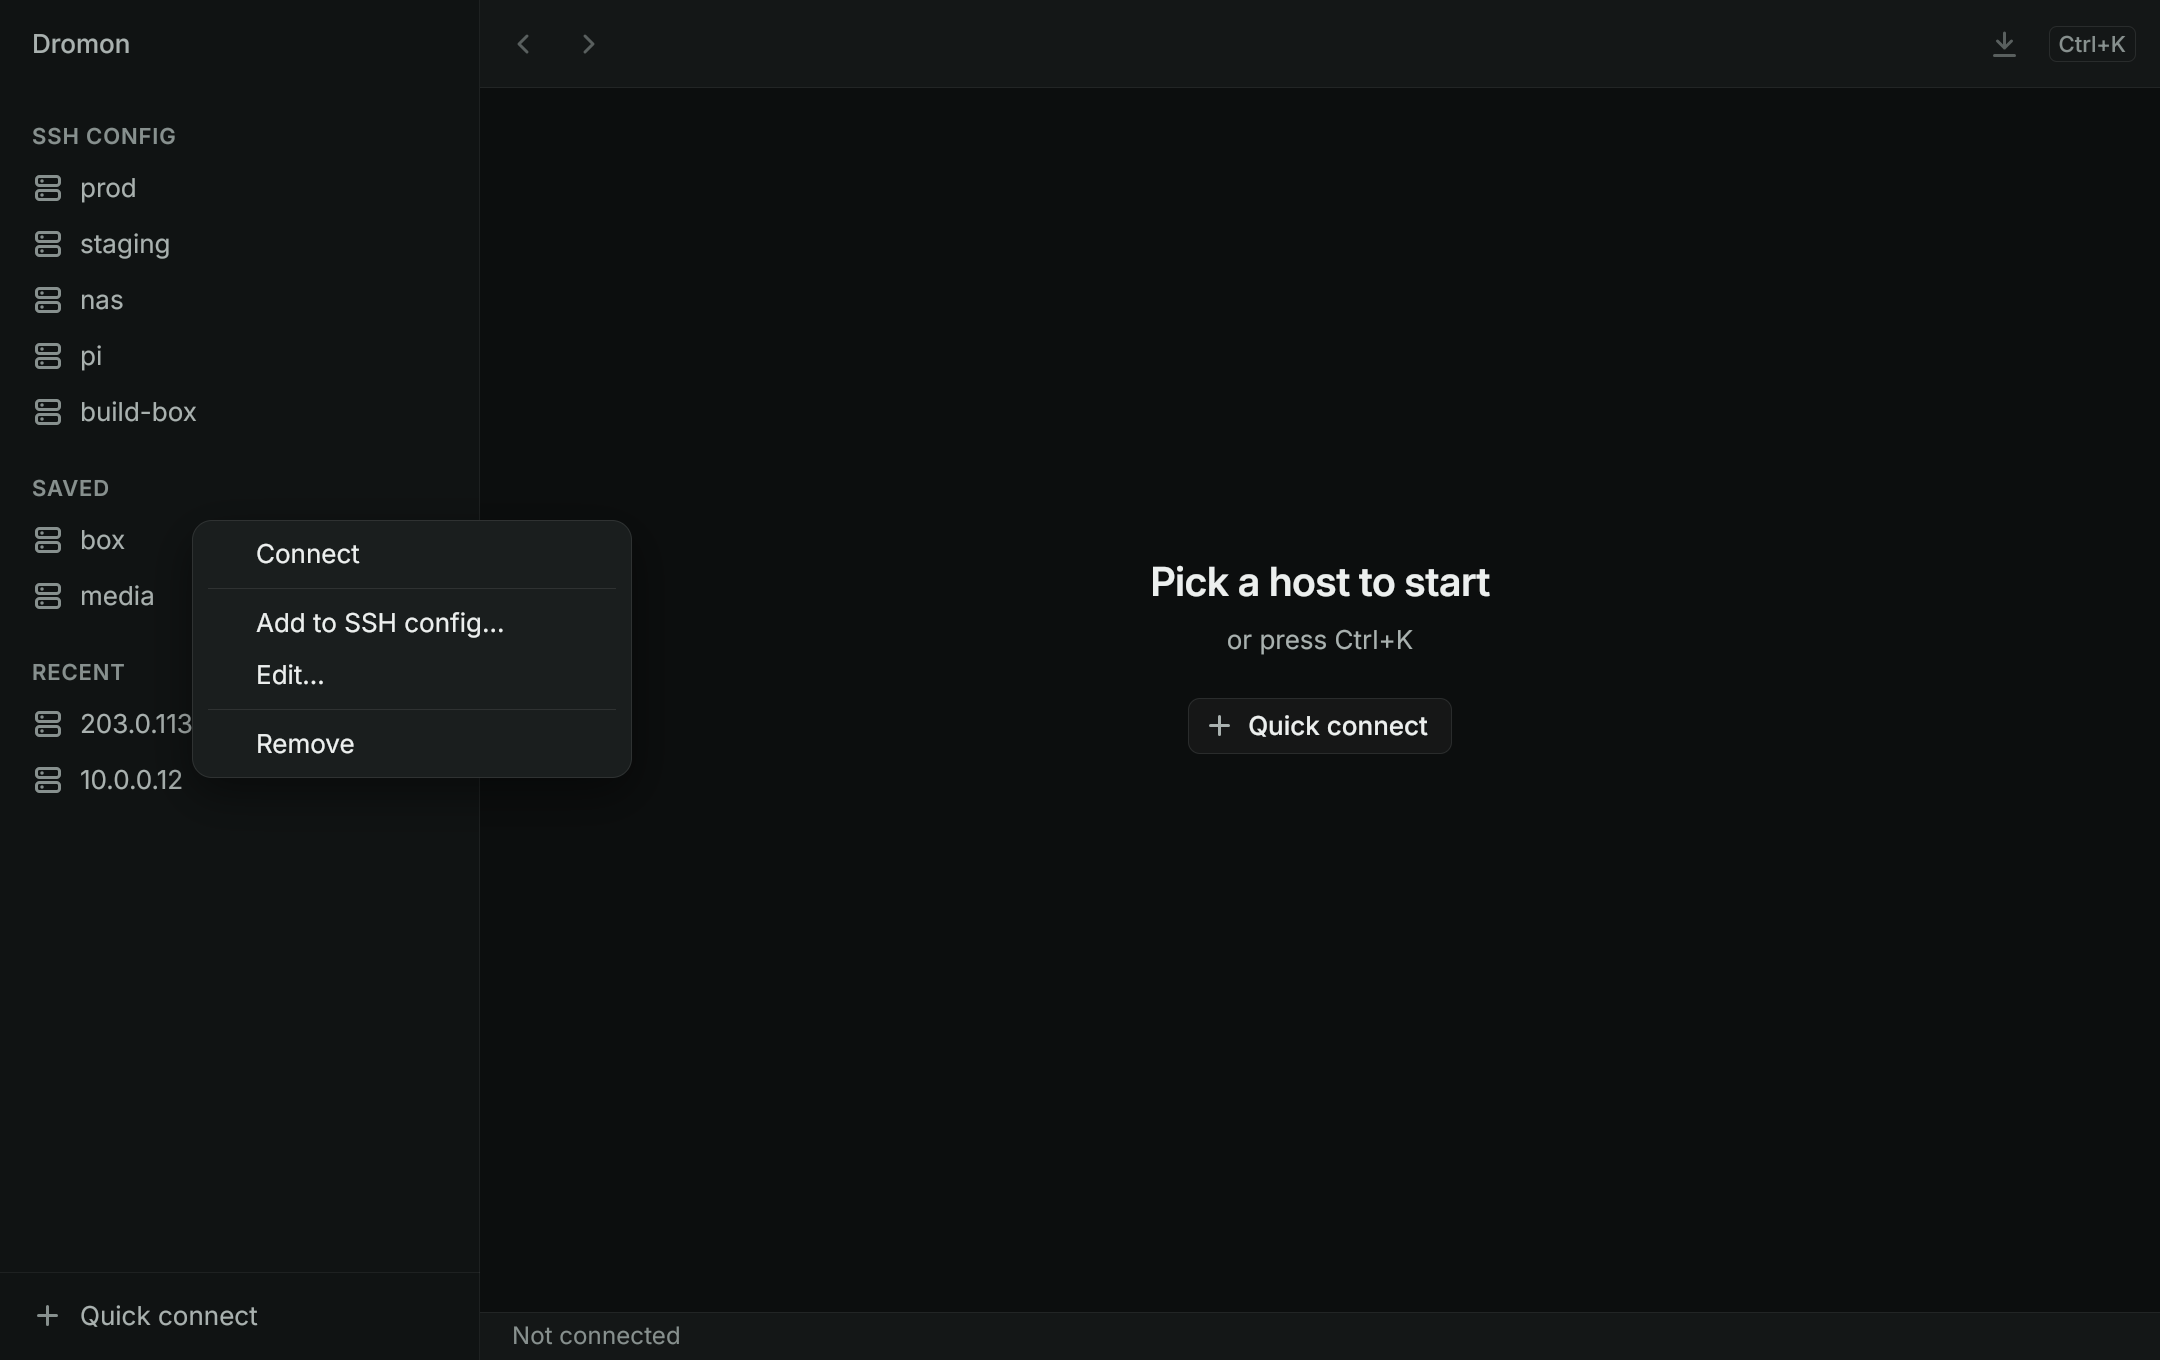 Dromon
Ctrl+K
SSH CONFIG
prod
staging
nas
pi
build-box
SAVED
box
media
RECENT
203.0.113
10.0.0.12
Connect
Add to SSH config...
Edit...
Remove
Pick a host to start
or press Ctrl+K
Quick connect
Quick connect
Not connected